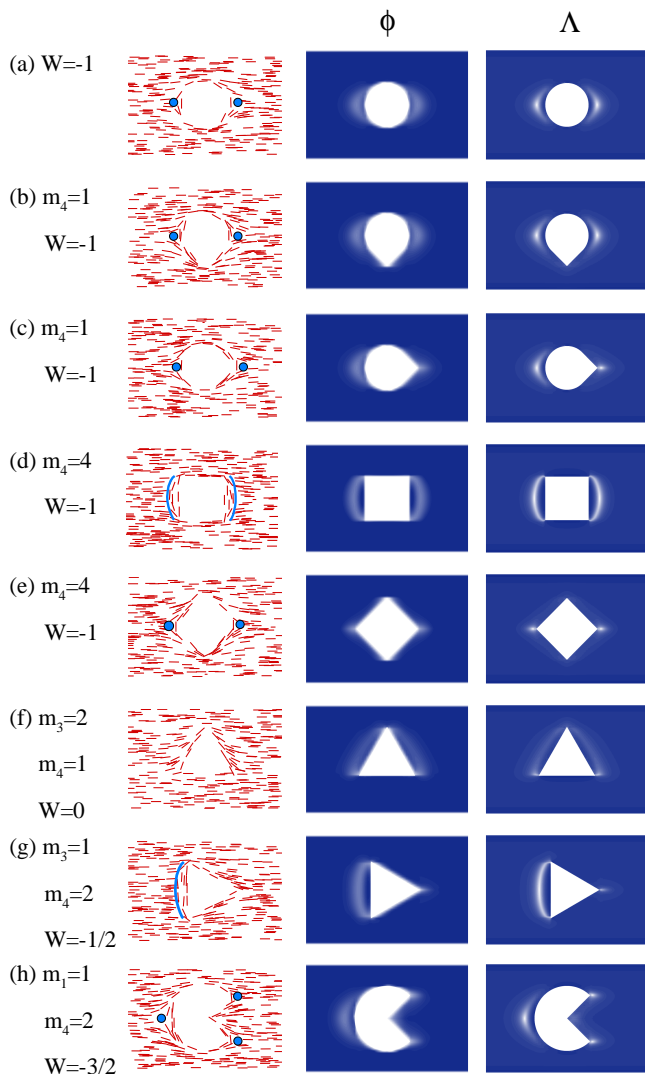 ϕ Λ
(a) W=-1
(b) m₄=1
W=-1
(c) m₄=1
W=-1
(d) m₄=4
W=-1
(e) m₄=4
W=-1
(f) m₃=2
m₄=1
W=0
(g) m₃=1
m₄=2
W=-1/2
(h) m₁=1
m₄=2
W=-3/2